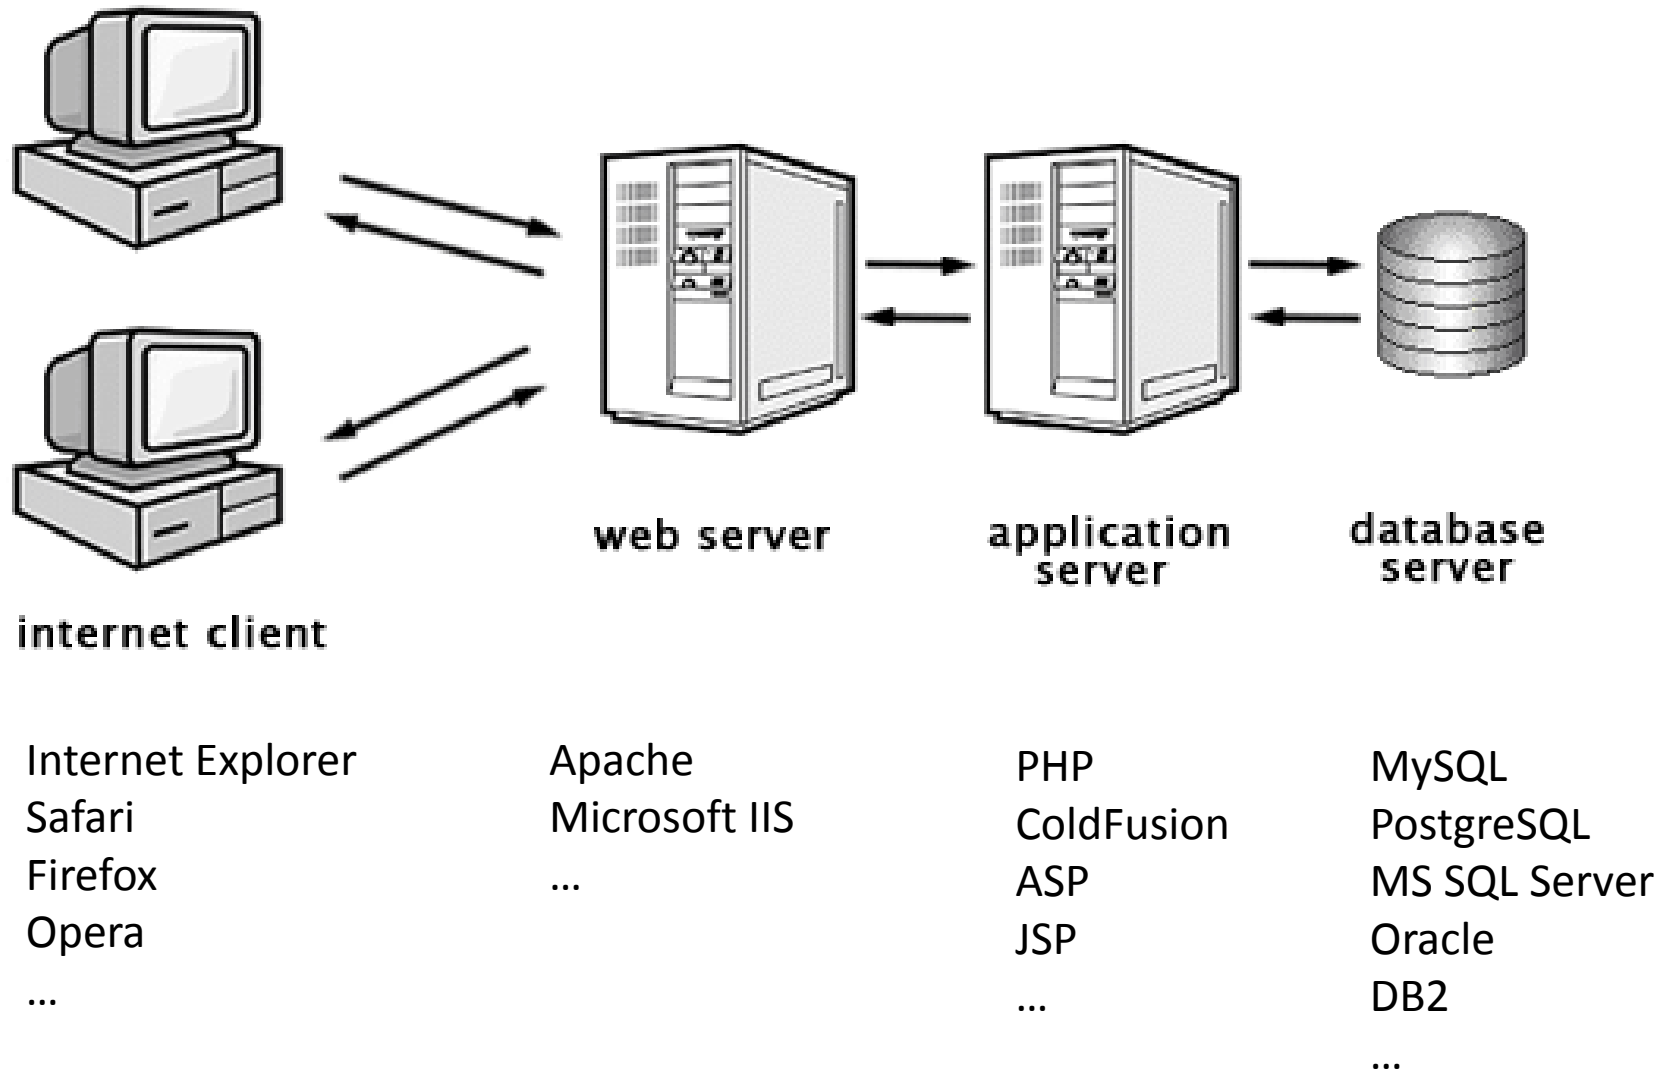 web server
application
server
database
server
internet client
Internet Explorer
Safari
Firefox
Opera
…
Apache
Microsoft IIS
…
PHP
ColdFusion
ASP
JSP
…
MySQL
PostgreSQL
MS SQL Server
Oracle
DB2
…